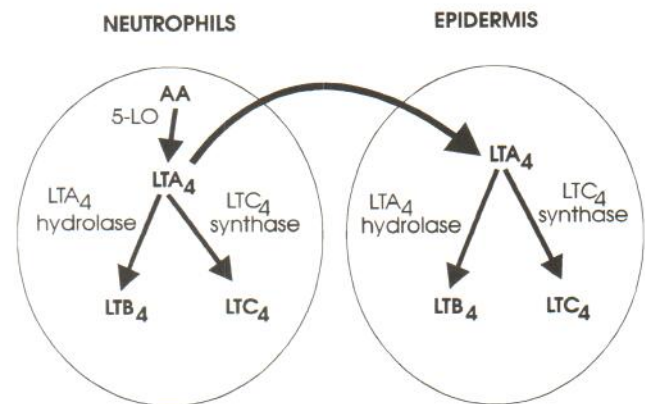 NEUTROPHILS
EPIDERMIS
AA
5-LO
LTA4
LTA4
hydrolase
LTC4
synthase
LTB4
LTC4
LTA4
LTA4
hydrolase
LTC4
synthase
LTB4
LTC4